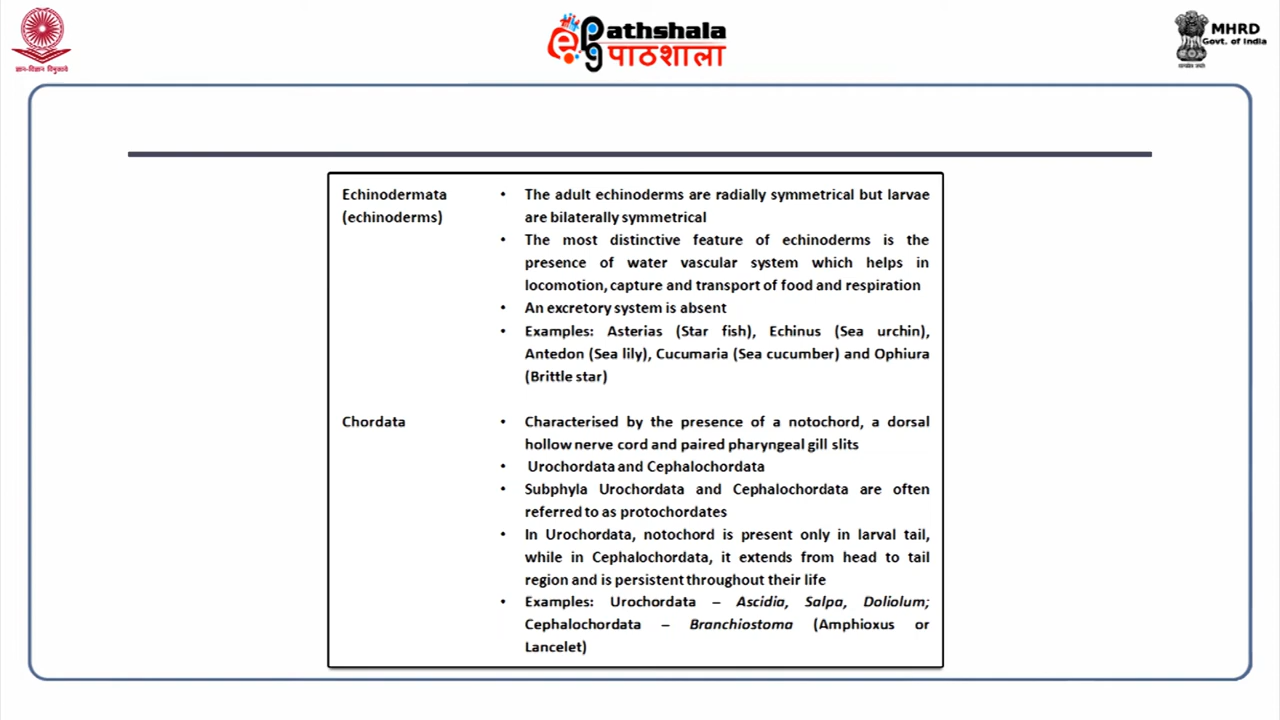 ज्ञान-विज्ञान विमुक्तये
e Pathshala
pg पाठशाला
MHRD
Govt. of India
सत्यमेव जयते
Echinodermata
(echinoderms)
• The adult echinoderms are radially symmetrical but larvae
are bilaterally symmetrical
• The most distinctive feature of echinoderms is the
presence of water vascular system which helps in
locomotion, capture and transport of food and respiration
• An excretory system is absent
• Examples: Asterias (Star fish), Echinus (Sea urchin),
Antedon (Sea lily), Cucumaria (Sea cucumber) and Ophiura
(Brittle star)
Chordata
• Characterised by the presence of a notochord, a dorsal
hollow nerve cord and paired pharyngeal gill slits
• Urochordata and Cephalochordata
• Subphyla Urochordata and Cephalochordata are often
referred to as protochordates
• In Urochordata, notochord is present only in larval tail,
while in Cephalochordata, it extends from head to tail
region and is persistent throughout their life
• Examples: Urochordata – Ascidia, Salpa, Doliolum;
Cephalochordata – Branchiostoma (Amphioxus or
Lancelet)